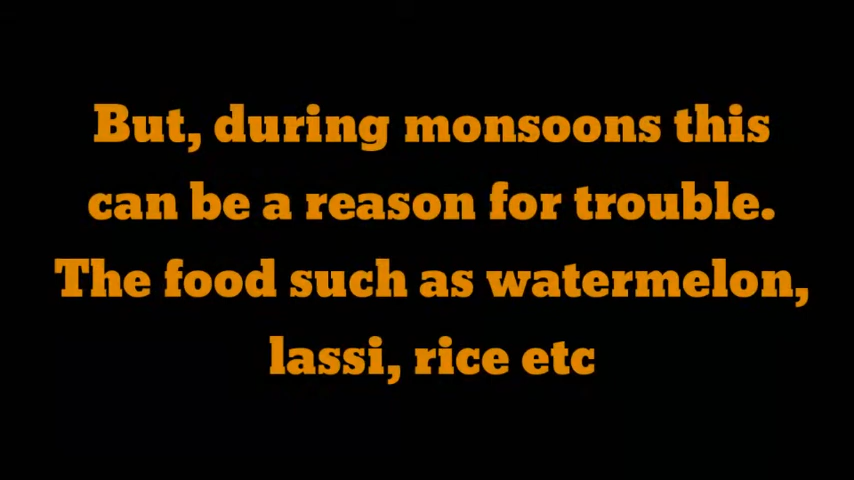 But, during monsoons this
can be a reason for trouble.
The food such as watermelon,
lassi, rice etc